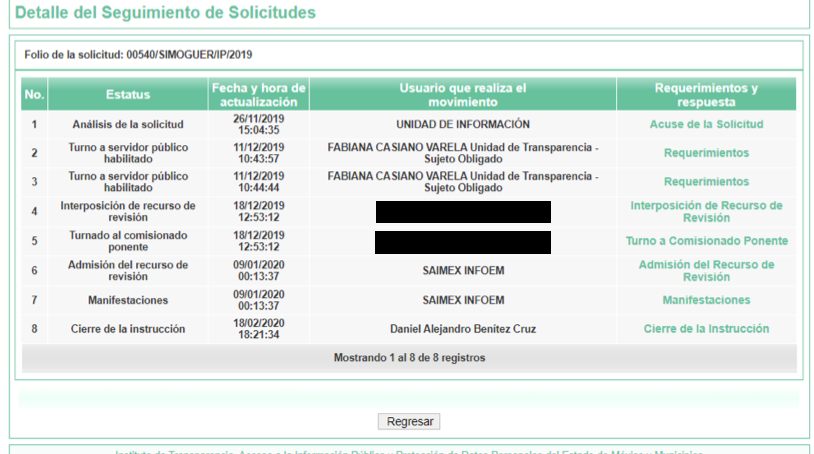 Detalle del Seguimiento de Solicitudes
Folio de la solicitud: 00540/SIMOGUER/IP/2019
No. Estatus Fecha y hora de actualización Usuario que realiza el movimiento Requerimientos y respuesta
1 Análisis de la solicitud 26/11/2019 15:04:35 UNIDAD DE INFORMACIÓN Acuse de la Solicitud
2 Turno a servidor público habilitado 11/12/2019 10:43:57 FABIANA CASIANO VARELA Unidad de Transparencia - Sujeto Obligado Requerimientos
3 Turno a servidor público habilitado 11/12/2019 10:44:44 FABIANA CASIANO VARELA Unidad de Transparencia - Sujeto Obligado Requerimientos
4 Interposición de recurso de revisión 18/12/2019 12:53:12 Interposición de Recurso de Revisión
5 Turnado al comisionado ponente 18/12/2019 12:53:12 Turno a Comisionado Ponente
6 Admisión del recurso de revisión 09/01/2020 00:13:37 SAIMEX INFOEM Admisión del Recurso de Revisión
7 Manifestaciones 09/01/2020 00:13:37 SAIMEX INFOEM Manifestaciones
8 Cierre de la instrucción 18/02/2020 18:21:34 Daniel Alejandro Benítez Cruz Cierre de la Instrucción
Mostrando 1 al 8 de 8 registros
Regresar